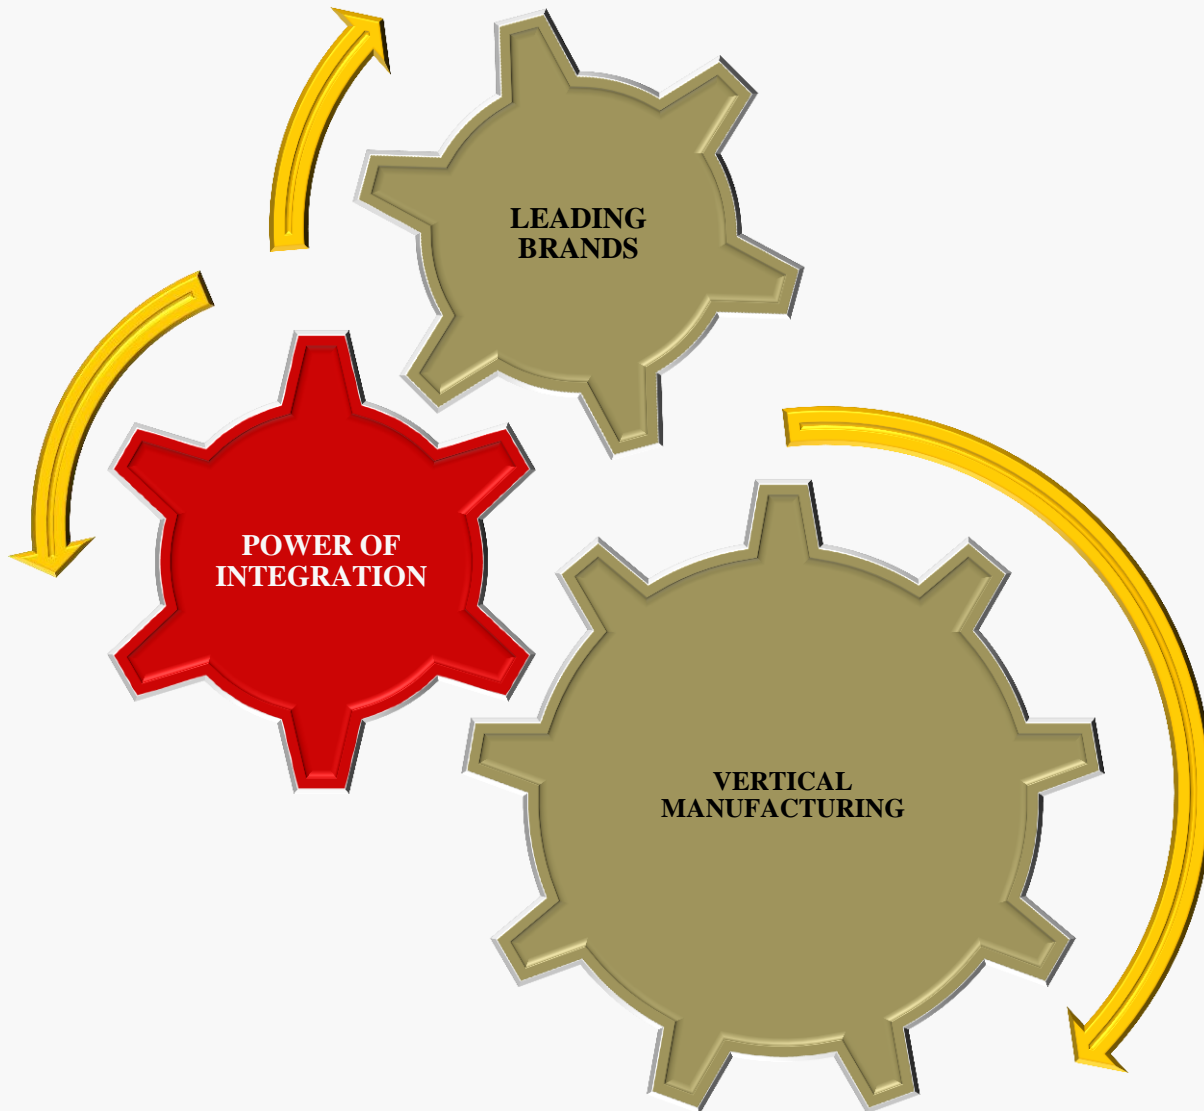 LEADING
BRANDS
POWER OF
INTEGRATION
VERTICAL
MANUFACTURING